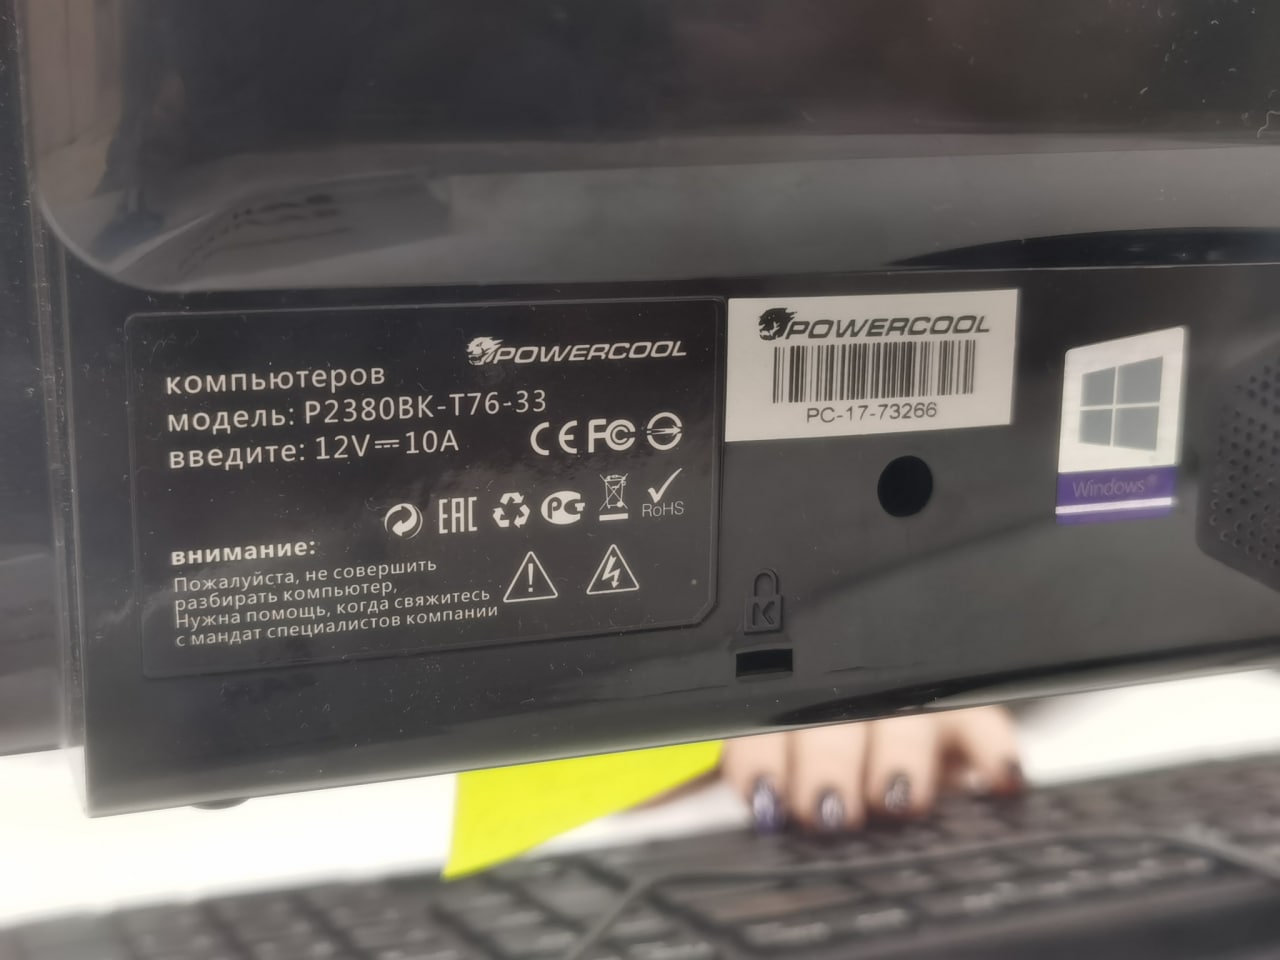 POWERCOOL
компьютеров
модель: P2380BK-T76-33
введите: 12V⎓10A
CE FC
EAC PC RoHS
внимание:
Пожалуйста, не совершить
разбирать компьютер,
Нужна помощь, когда свяжитесь
с мандат специалистов компании
POWERCOOL
PC-17-73266
Windows®
K